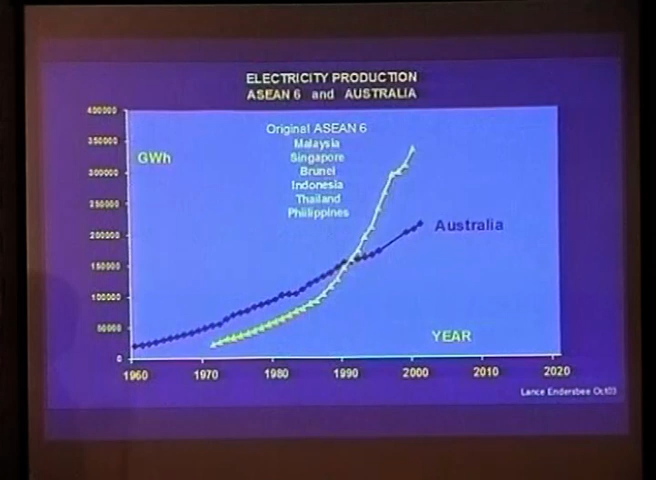 ELECTRICITY PRODUCTION
ASEAN 6 and AUSTRALIA
400000
350000
300000
250000
200000
150000
100000
50000
0
GWh
Original ASEAN 6
Malaysia
Singapore
Brunei
Indonesia
Thailand
Philippines
Australia
YEAR
1960 1970 1980 1990 2000 2010 2020
Lance Endersbee Oct03